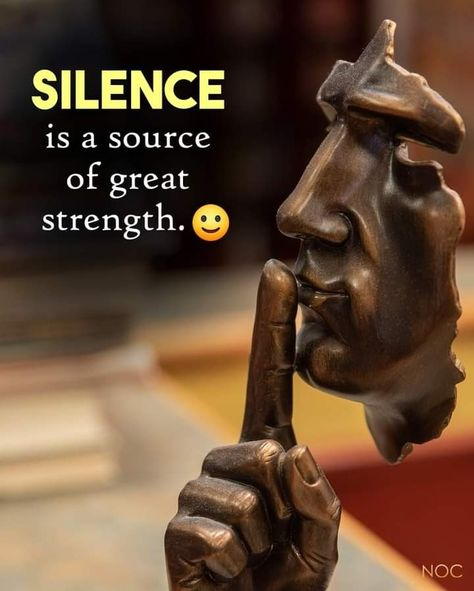 SILENCE
is a source
of great
strength.🙂
NOC